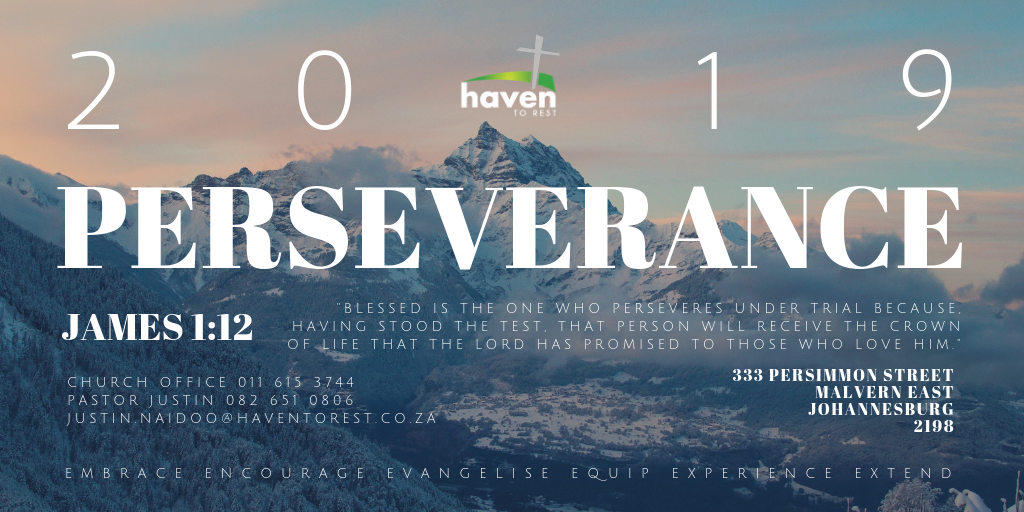 2 0 19
haven
TO REST
PERSEVERANCE
JAMES 1:12
"BLESSED IS THE ONE WHO PERSEVERES UNDER TRIAL BECAUSE,
HAVING STOOD THE TEST, THAT PERSON WILL RECEIVE THE CROWN
OF LIFE THAT THE LORD HAS PROMISED TO THOSE WHO LOVE HIM."
CHURCH OFFICE 011 615 3744
PASTOR JUSTIN 082 651 0806
JUSTIN.NAIDOO@HAVENTOREST.CO.ZA
333 PERSIMMON STREET
MALVERN EAST
JOHANNESBURG
2198
EMBRACE ENCOURAGE EVANGELISE EQUIP EXPERIENCE EXTEND